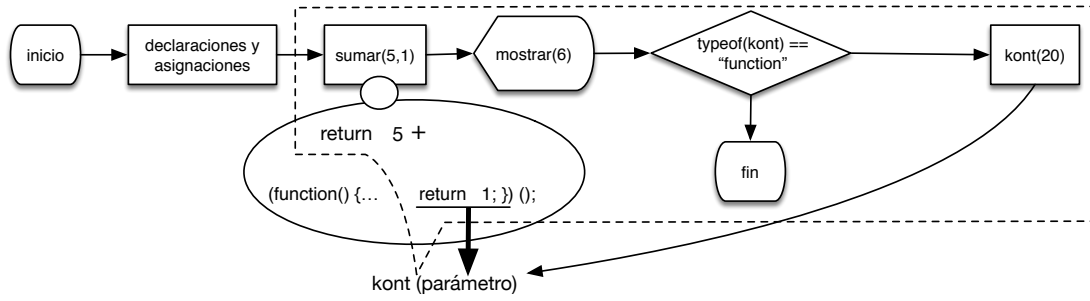 inicio
declaraciones y
asignaciones
sumar(5,1)
mostrar(6)
typeof(kont) ==
“function”
kont(20)
return 5 +
fin
(function() {… return 1; }) ();
kont (parámetro)